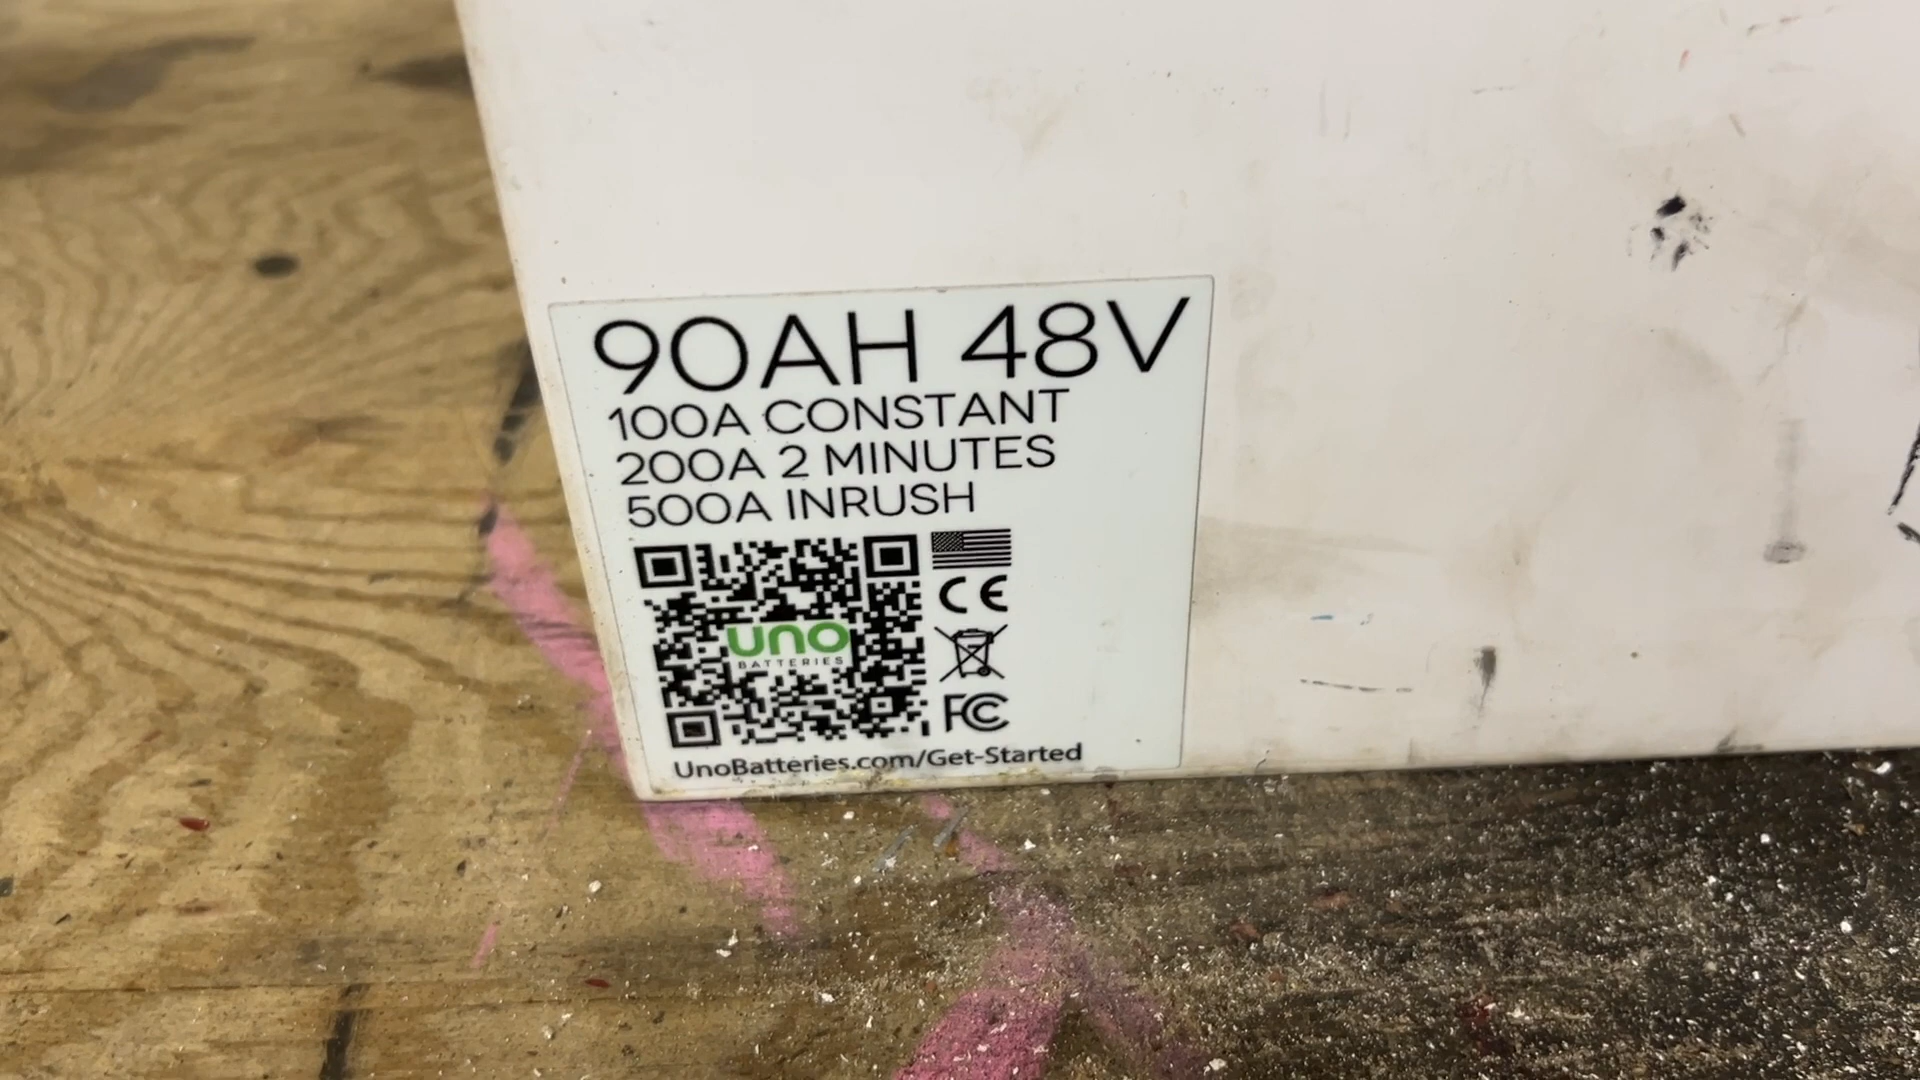 90AH 48V
100A CONSTANT
200A 2 MINUTES
500A INRUSH
UNO
BATTERIES
CE
FC
UnoBatteries.com/Get-Started